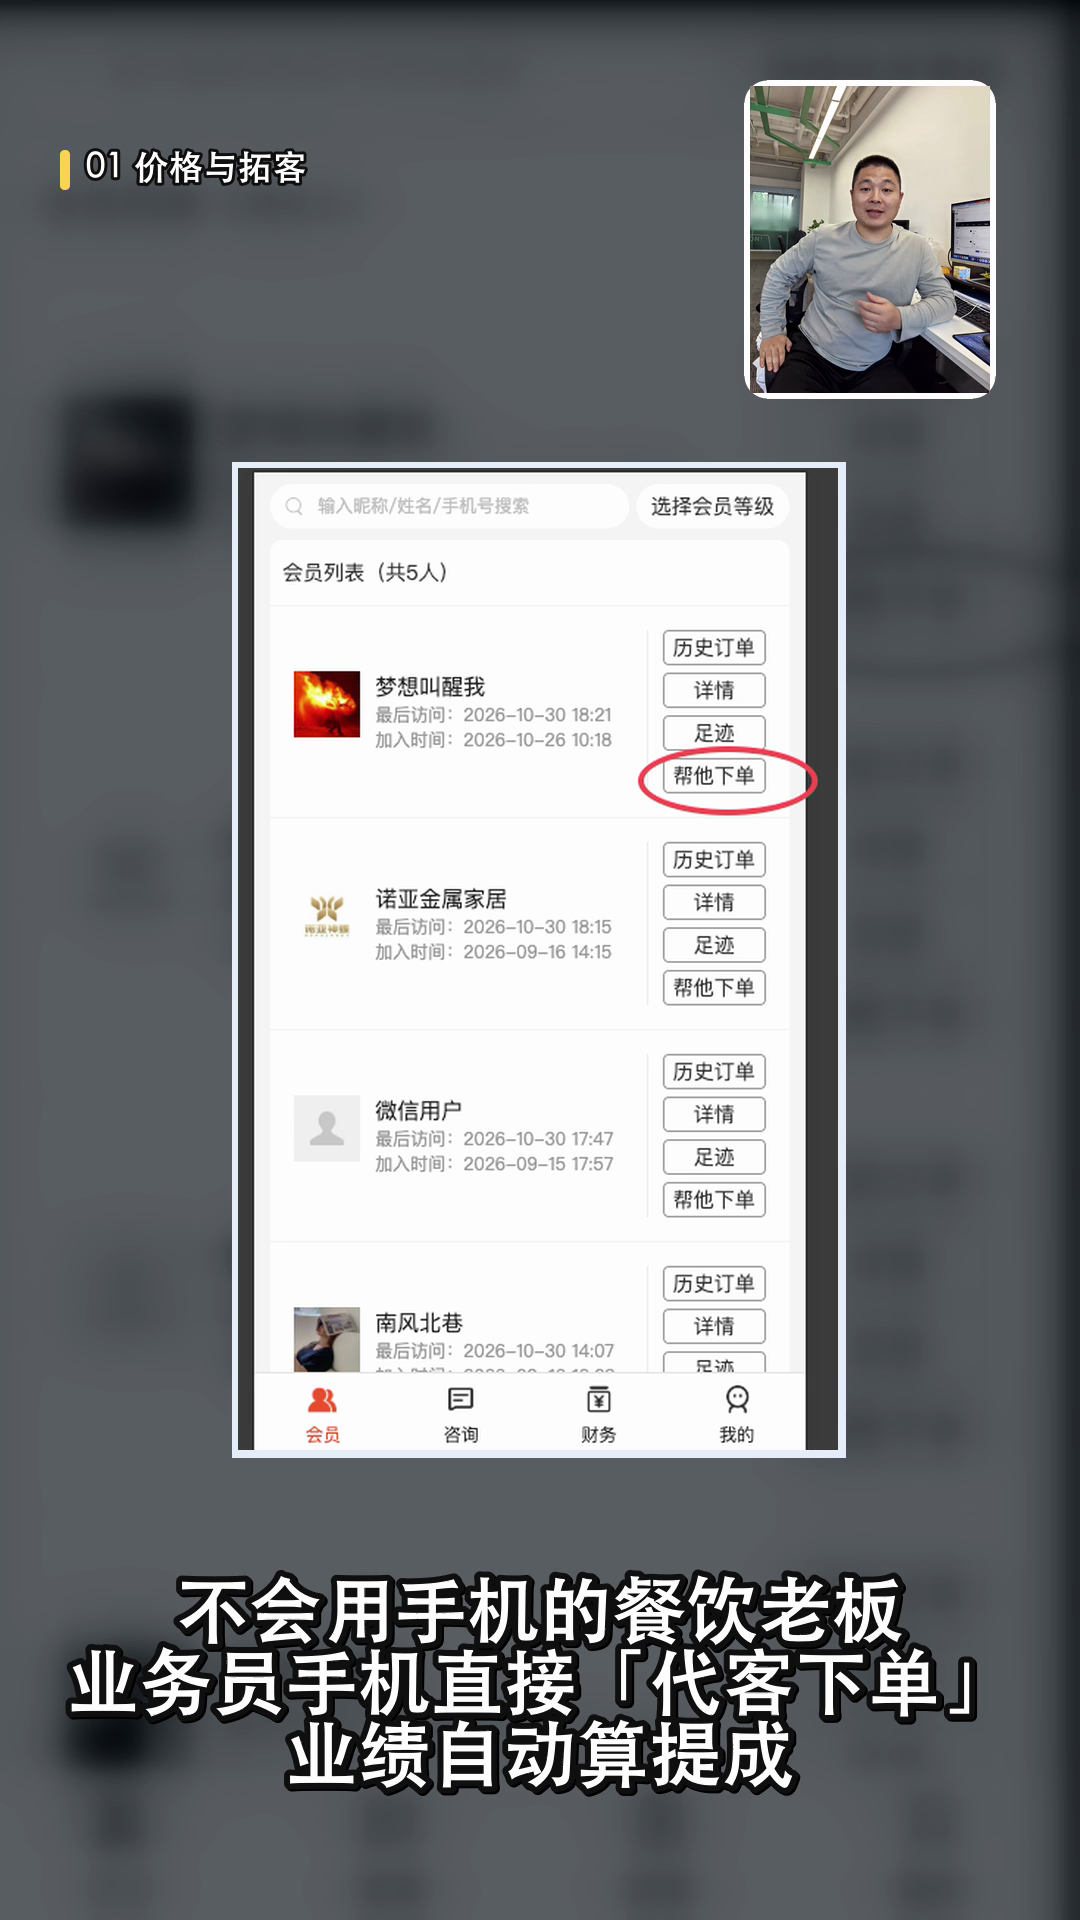 01 价格与拓客
输入昵称/姓名/手机号搜索
选择会员等级
会员列表（共5人）
梦想叫醒我
最后访问：2026-10-30 18:21
加入时间：2026-10-26 10:18
历史订单
详情
足迹
帮他下单
诺亚金属家居
最后访问：2026-10-30 18:15
加入时间：2026-09-16 14:15
历史订单
详情
足迹
帮他下单
微信用户
最后访问：2026-10-30 17:47
加入时间：2026-09-15 17:57
历史订单
详情
足迹
帮他下单
南风北巷
最后访问：2026-10-30 14:07
历史订单
详情
足迹
会员
咨询
财务
我的
不会用手机的餐饮老板
业务员手机直接「代客下单」
业绩自动算提成